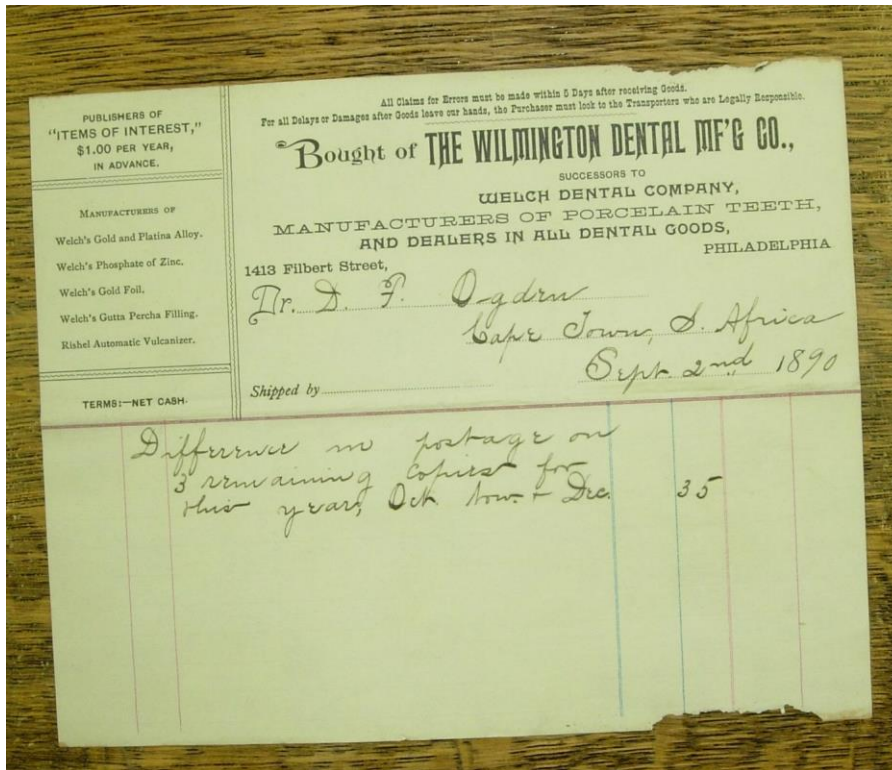 PUBLISHERS OF
"ITEMS OF INTEREST,"
$1.00 PER YEAR,
IN ADVANCE.
MANUFACTURERS OF
Welch's Gold and Platina Alloy.
Welch's Phosphate of Zinc.
Welch's Gold Foil.
Welch's Gutta Percha Filling.
Rishel Automatic Vulcanizer.
TERMS:—NET CASH.
All Claims for Errors must be made within 5 Days after receiving Goods.
For all Delays or Damages after Goods leave our hands, the Purchaser must look to the Transporters who are Legally Responsible.
Bought of THE WILMINGTON DENTAL MF'G CO.,
SUCCESSORS TO
WELCH DENTAL COMPANY,
MANUFACTURERS OF PORCELAIN TEETH,
AND DEALERS IN ALL DENTAL GOODS,
PHILADELPHIA
1413 Filbert Street,
Dr. D. F. Ogden
Cape Town, S. Africa
Sept. 2nd 1890
Shipped by
Difference in postage on
3 remaining copies for
this year, Oct. Nov. + Dec. 35